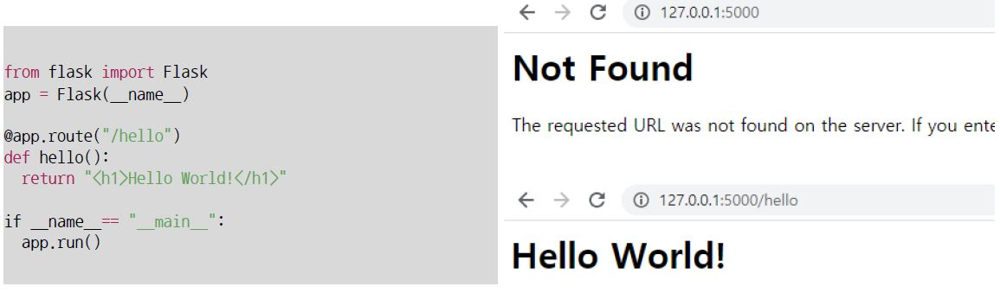 from flask import Flask
app = Flask(__name__)
@app.route("/hello")
def hello():
  return "<h1>Hello World!</h1>"
if __name__== "__main__":
  app.run()
127.0.0.1:5000
Not Found
The requested URL was not found on the server. If you ente
127.0.0.1:5000/hello
Hello World!